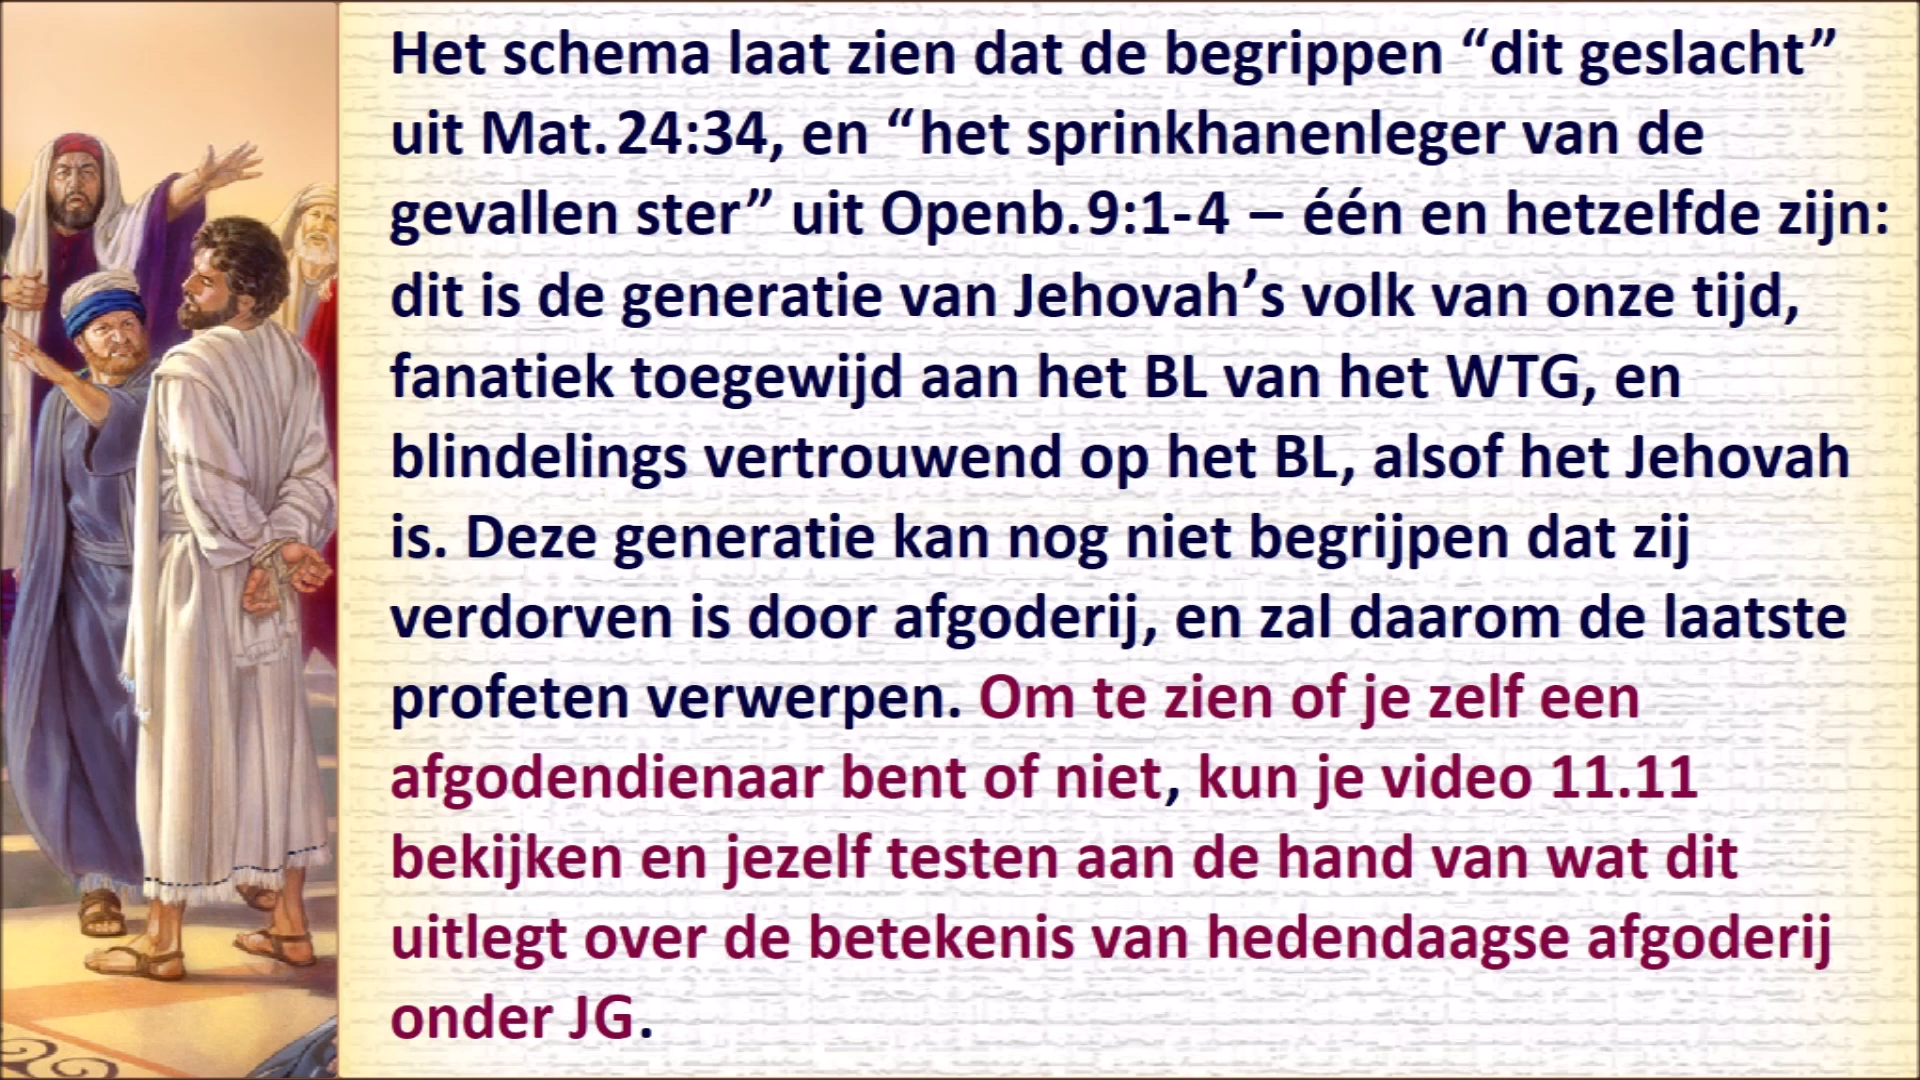 Het schema laat zien dat de begrippen “dit geslacht”
uit Mat. 24:34, en “het sprinkhanenleger van de
gevallen ster” uit Openb. 9:1-4 – één en hetzelfde zijn:
dit is de generatie van Jehovah’s volk van onze tijd,
fanatiek toegewijd aan het BL van het WTG, en
blindelings vertrouwend op het BL, alsof het Jehovah
is. Deze generatie kan nog niet begrijpen dat zij
verdorven is door afgoderij, en zal daarom de laatste
profeten verwerpen. Om te zien of je zelf een
afgodendienaar bent of niet, kun je video 11.11
bekijken en jezelf testen aan de hand van wat dit
uitlegt over de betekenis van hedendaagse afgoderij
onder JG.